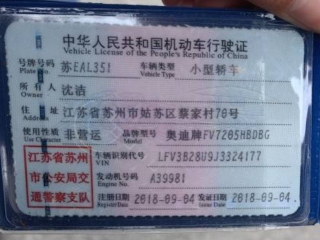 中华人民共和国机动车行驶证
Vehicle License of the People's Republic of China
号牌号码 苏EAL351 车辆类型 小型轿车
Plate No. Vehicle Type
所有人 沈洁
Owner
住址 江苏省苏州市姑苏区蔡家村70号
Address
使用性质 非营运 品牌型号 奥迪牌FV7205HBDBG
Use Character Model
江苏省苏州 车辆识别代号 LFV3B28U9J3324177
VIN
市公安局交 发动机号码 A39981
Engine No.
通警察支队 注册日期 2018-09-04 发证日期 2018-09-04
Register Date Issue Date